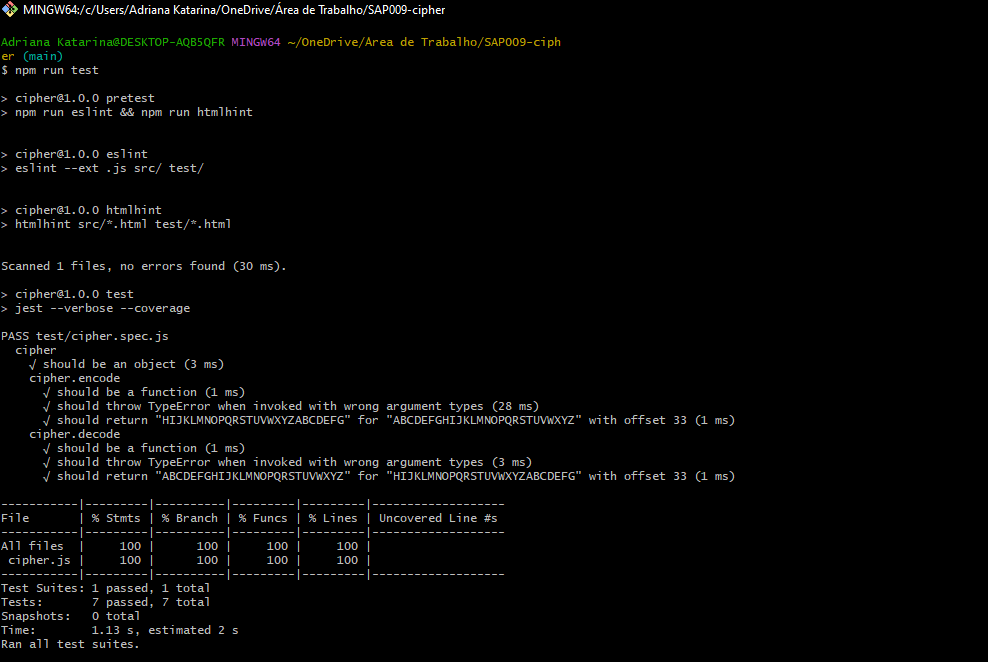 MINGW64:/c/Users/Adriana Katarina/OneDrive/Área de Trabalho/SAP009-cipher
Adriana Katarina@DESKTOP-AQB5QFR MINGW64 ~/OneDrive/Área de Trabalho/SAP009-ciph
er (main)
$ npm run test
> cipher@1.0.0 pretest
> npm run eslint && npm run htmlhint
> cipher@1.0.0 eslint
> eslint --ext .js src/ test/
> cipher@1.0.0 htmlhint
> htmlhint src/*.html test/*.html
Scanned 1 files, no errors found (30 ms).
> cipher@1.0.0 test
> jest --verbose --coverage
PASS test/cipher.spec.js
  cipher
    √ should be an object (3 ms)
    cipher.encode
      √ should be a function (1 ms)
      √ should throw TypeError when invoked with wrong argument types (28 ms)
      √ should return "HIJKLMNOPQRSTUVWXYZABCDEFG" for "ABCDEFGHIJKLMNOPQRSTUVWXYZ" with offset 33 (1 ms)
    cipher.decode
      √ should be a function (1 ms)
      √ should throw TypeError when invoked with wrong argument types (3 ms)
      √ should return "ABCDEFGHIJKLMNOPQRSTUVWXYZ" for "HIJKLMNOPQRSTUVWXYZABCDEFG" with offset 33 (1 ms)
-----------|---------|----------|---------|---------|-------------------
File       | % Stmts | % Branch | % Funcs | % Lines | Uncovered Line #s
-----------|---------|----------|---------|---------|-------------------
All files  |     100 |      100 |     100 |     100 |
 cipher.js |     100 |      100 |     100 |     100 |
-----------|---------|----------|---------|---------|-------------------
Test Suites: 1 passed, 1 total
Tests:       7 passed, 7 total
Snapshots:   0 total
Time:        1.13 s, estimated 2 s
Ran all test suites.